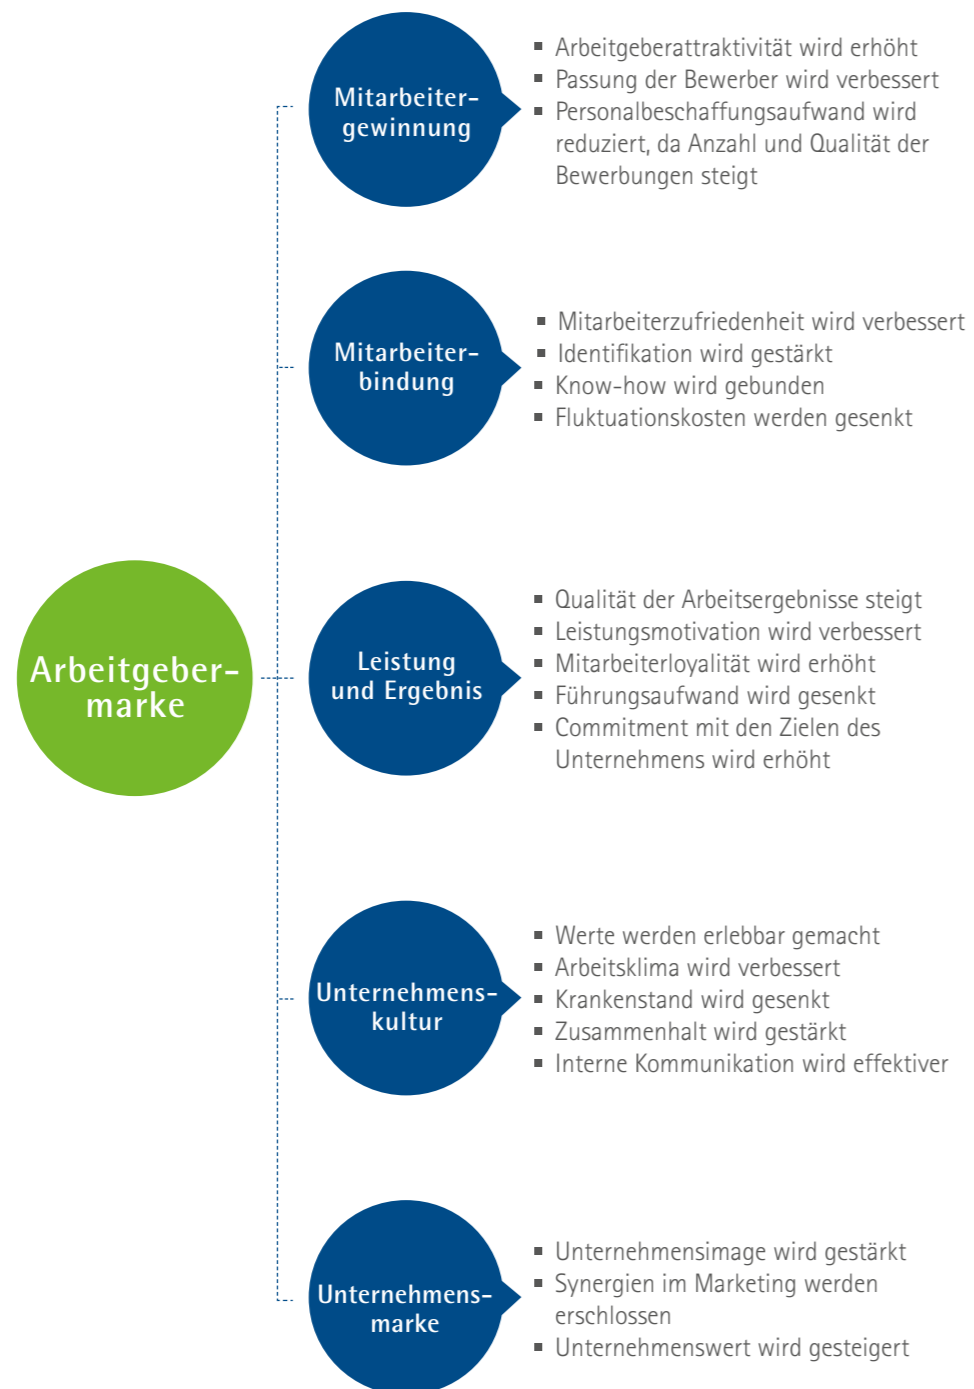 Mitarbeiter-
gewinnung
▪ Arbeitgeberattraktivität wird erhöht
▪ Passung der Bewerber wird verbessert
▪ Personalbeschaffungsaufwand wird
reduziert, da Anzahl und Qualität der
Bewerbungen steigt
Mitarbeiter-
bindung
▪ Mitarbeiterzufriedenheit wird verbessert
▪ Identifikation wird gestärkt
▪ Know-how wird gebunden
▪ Fluktuationskosten werden gesenkt
Arbeitgeber-
marke
Leistung
und Ergebnis
▪ Qualität der Arbeitsergebnisse steigt
▪ Leistungsmotivation wird verbessert
▪ Mitarbeiterloyalität wird erhöht
▪ Führungsaufwand wird gesenkt
▪ Commitment mit den Zielen des
Unternehmens wird erhöht
Unternehmens-
kultur
▪ Werte werden erlebbar gemacht
▪ Arbeitsklima wird verbessert
▪ Krankenstand wird gesenkt
▪ Zusammenhalt wird gestärkt
▪ Interne Kommunikation wird effektiver
Unternehmens-
marke
▪ Unternehmensimage wird gestärkt
▪ Synergien im Marketing werden
erschlossen
▪ Unternehmenswert wird gesteigert